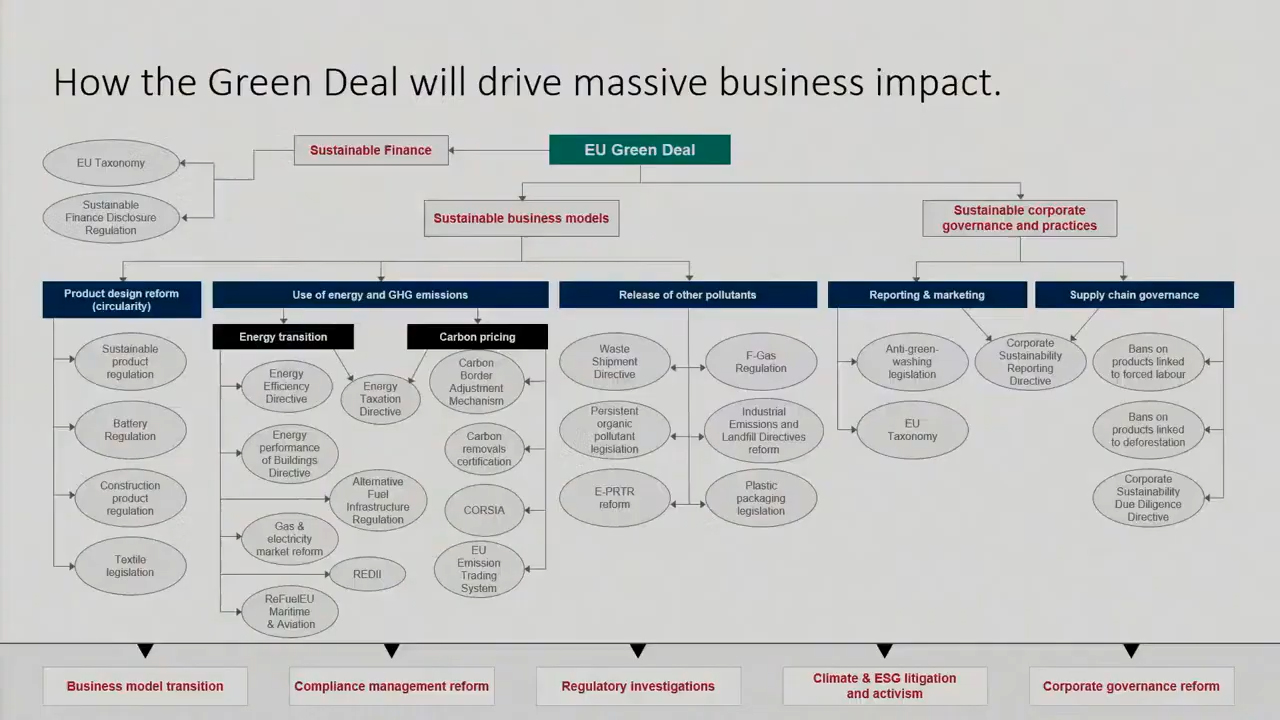 How the Green Deal will drive massive business impact.
EU Green Deal
Sustainable Finance
EU Taxonomy
Sustainable
Finance Disclosure
Regulation
Sustainable business models
Sustainable corporate
governance and practices
Product design reform
(circularity)
Use of energy and GHG emissions
Release of other pollutants
Reporting & marketing
Supply chain governance
Energy transition
Carbon pricing
Sustainable
product
regulation
Battery
Regulation
Construction
product
regulation
Textile
legislation
Energy
Efficiency
Directive
Energy
Taxation
Directive
Energy
performance
of Buildings
Directive
Alternative
Fuel
Infrastructure
Regulation
Gas &
electricity
market reform
REDII
ReFuelEU
Maritime
& Aviation
Carbon
Border
Adjustment
Mechanism
Carbon
removals
certification
CORSIA
EU
Emission
Trading
System
Waste
Shipment
Directive
F-Gas
Regulation
Persistent
organic
pollutant
legislation
Industrial
Emissions and
Landfill Directives
reform
E-PRTR
reform
Plastic
packaging
legislation
Anti-green-
washing
legislation
EU
Taxonomy
Corporate
Sustainability
Reporting
Directive
Bans on
products linked
to forced labour
Bans on
products linked
to deforestation
Corporate
Sustainability
Due Diligence
Directive
Business model transition
Compliance management reform
Regulatory investigations
Climate & ESG litigation
and activism
Corporate governance reform